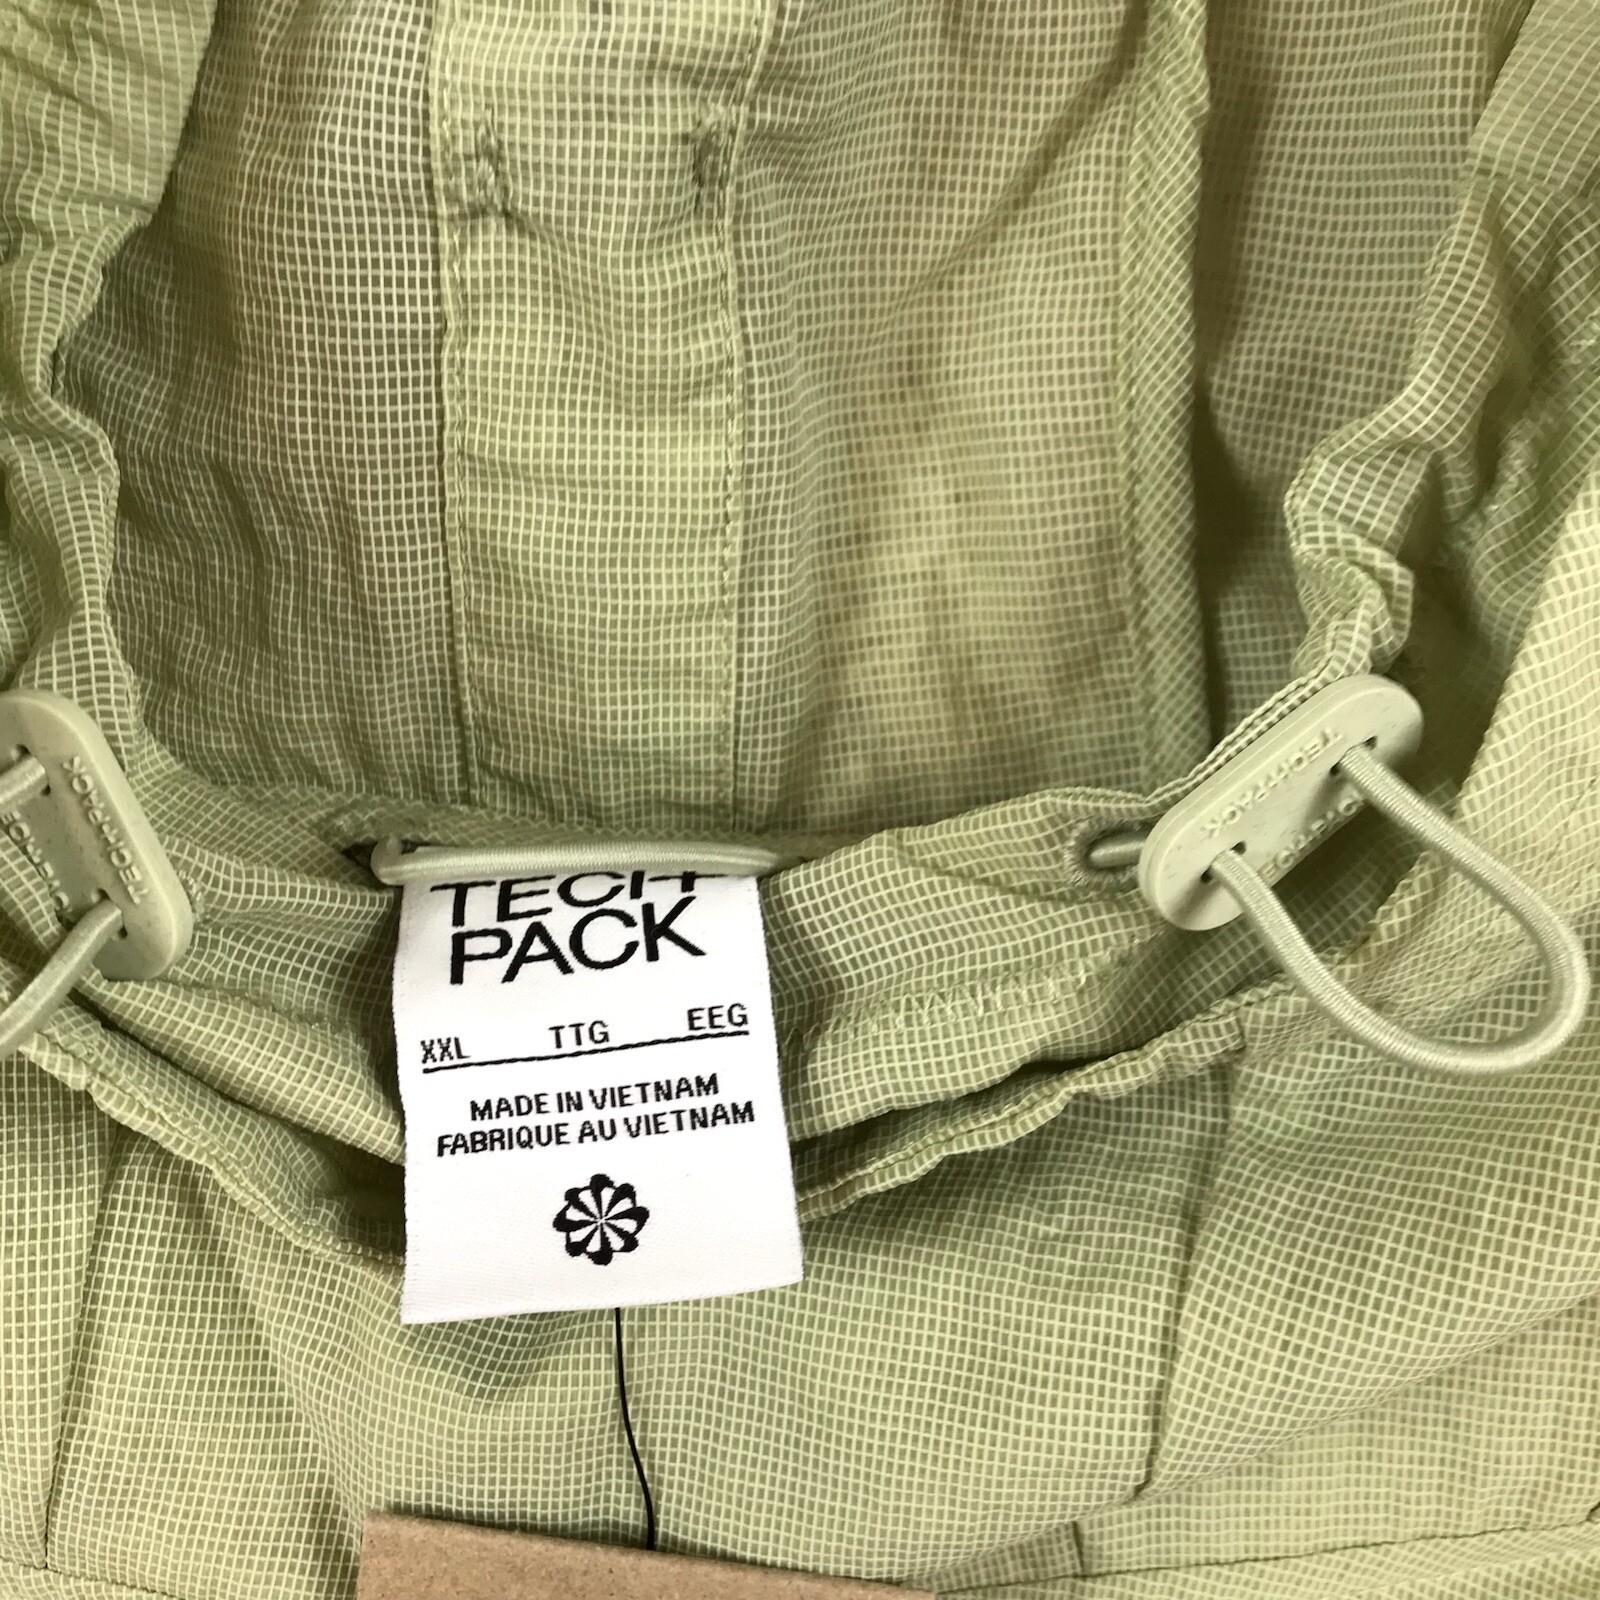 TECH
PACK
XXL TTG EEG
MADE IN VIETNAM
FABRIQUE AU VIETNAM
TECH PACK
TECH PACK